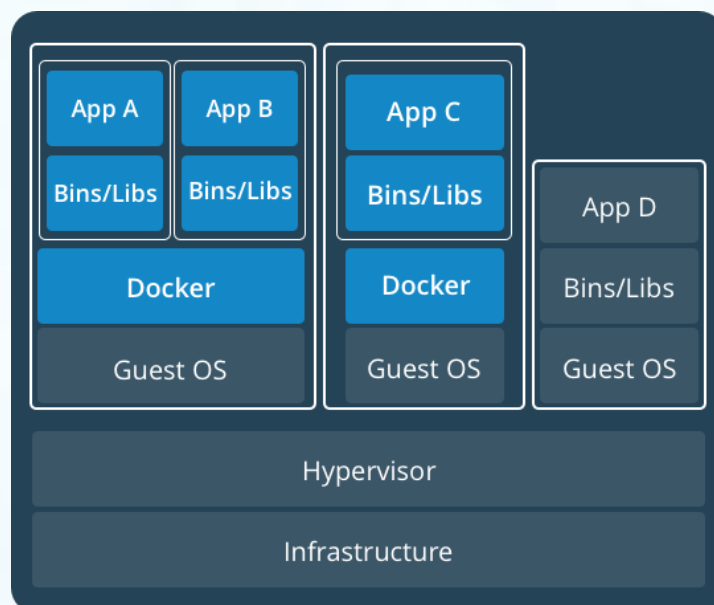 App A
Bins/Libs
App B
Bins/Libs
Docker
Guest OS
App C
Bins/Libs
Docker
Guest OS
App D
Bins/Libs
Guest OS
Hypervisor
Infrastructure